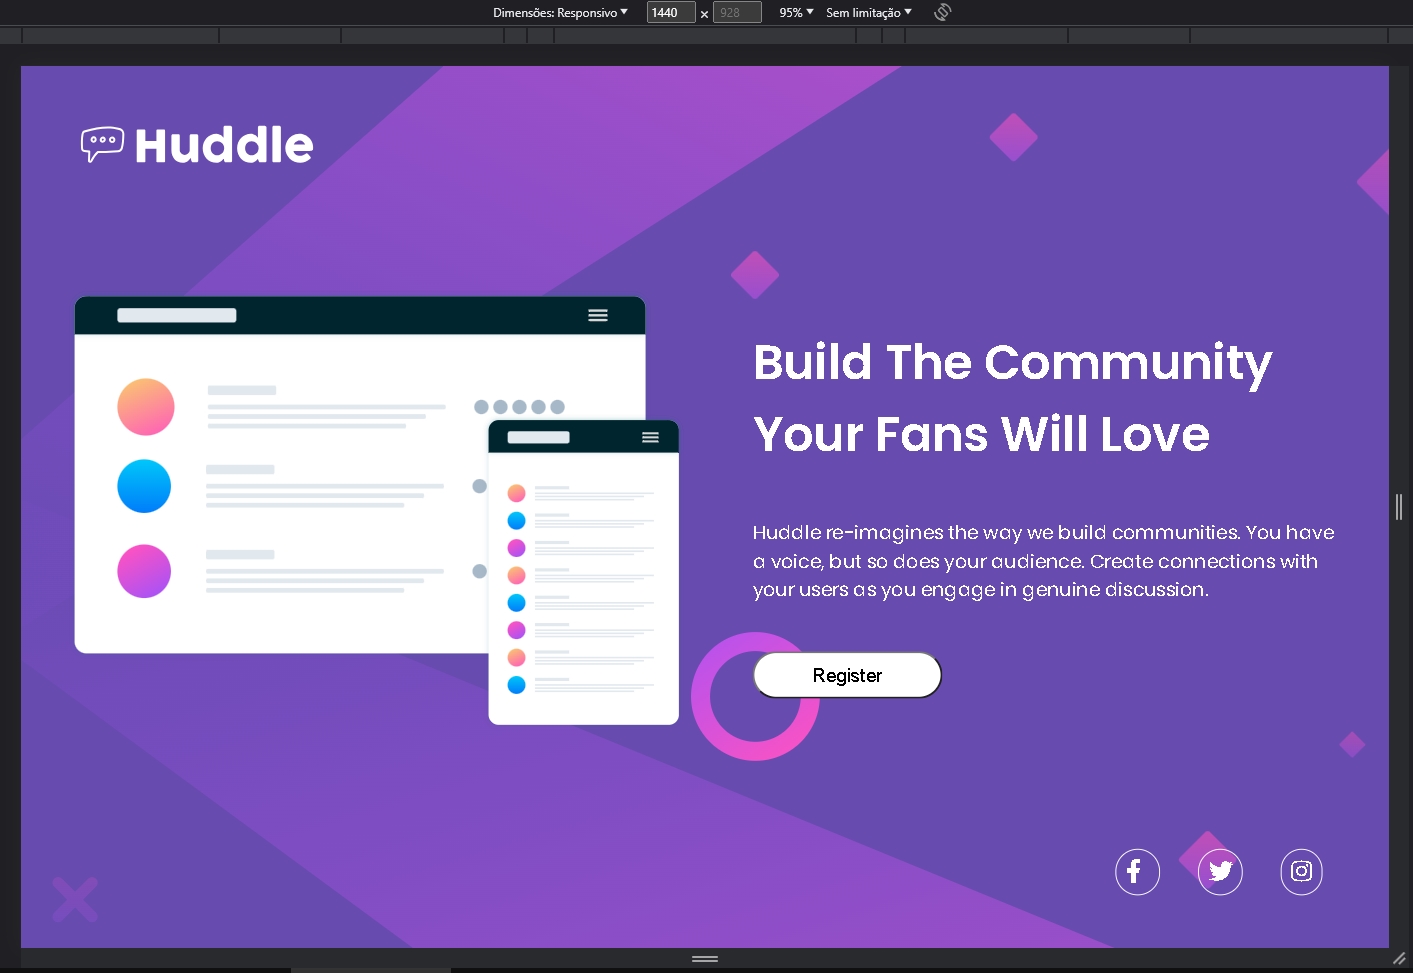 Dimensões: Responsivo 1440 × 928 95% Sem limitação
Huddle
Build The Community
Your Fans Will Love
Huddle re-imagines the way we build communities. You have
a voice, but so does your audience. Create connections with
your users as you engage in genuine discussion.
Register